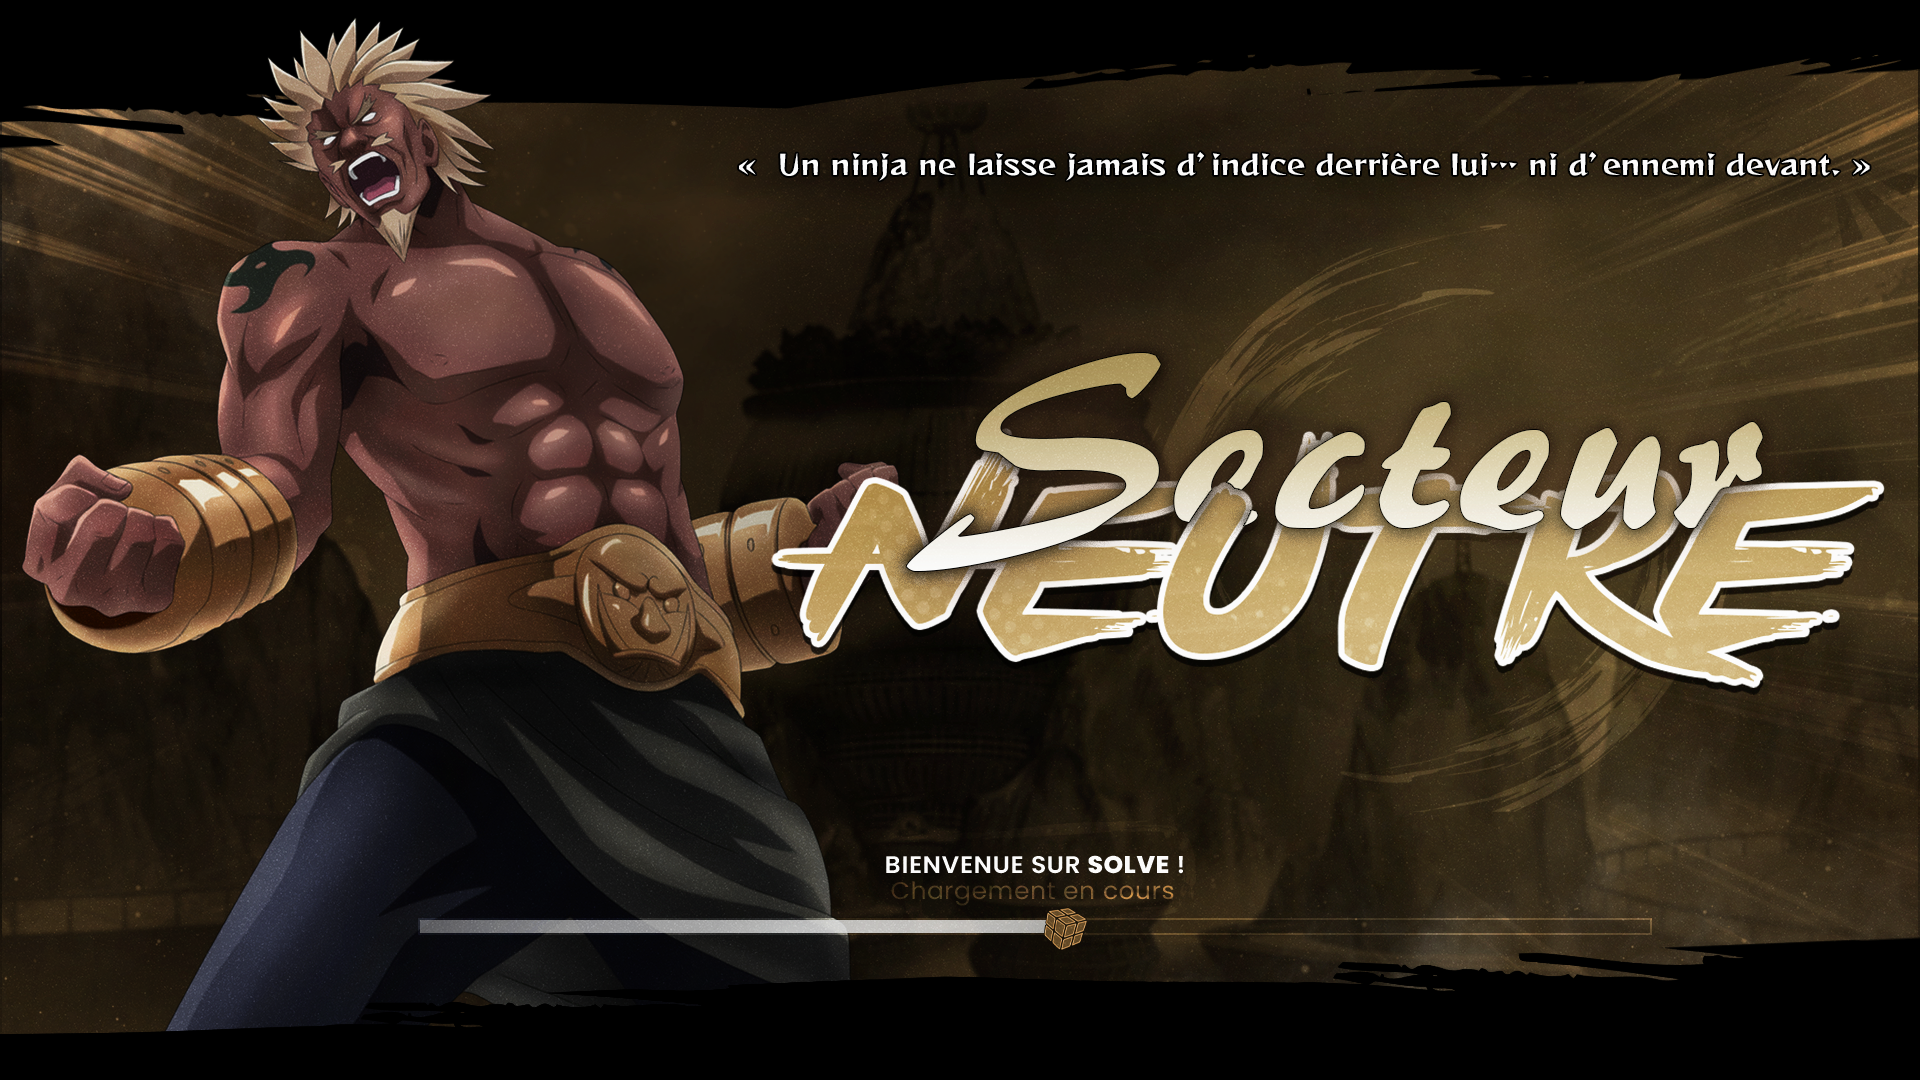 « Un ninja ne laisse jamais d'indice derrière lui… ni d'ennemi devant. »
Secteur
NEUTRE
BIENVENUE SUR SOLVE !
Chargement en cours